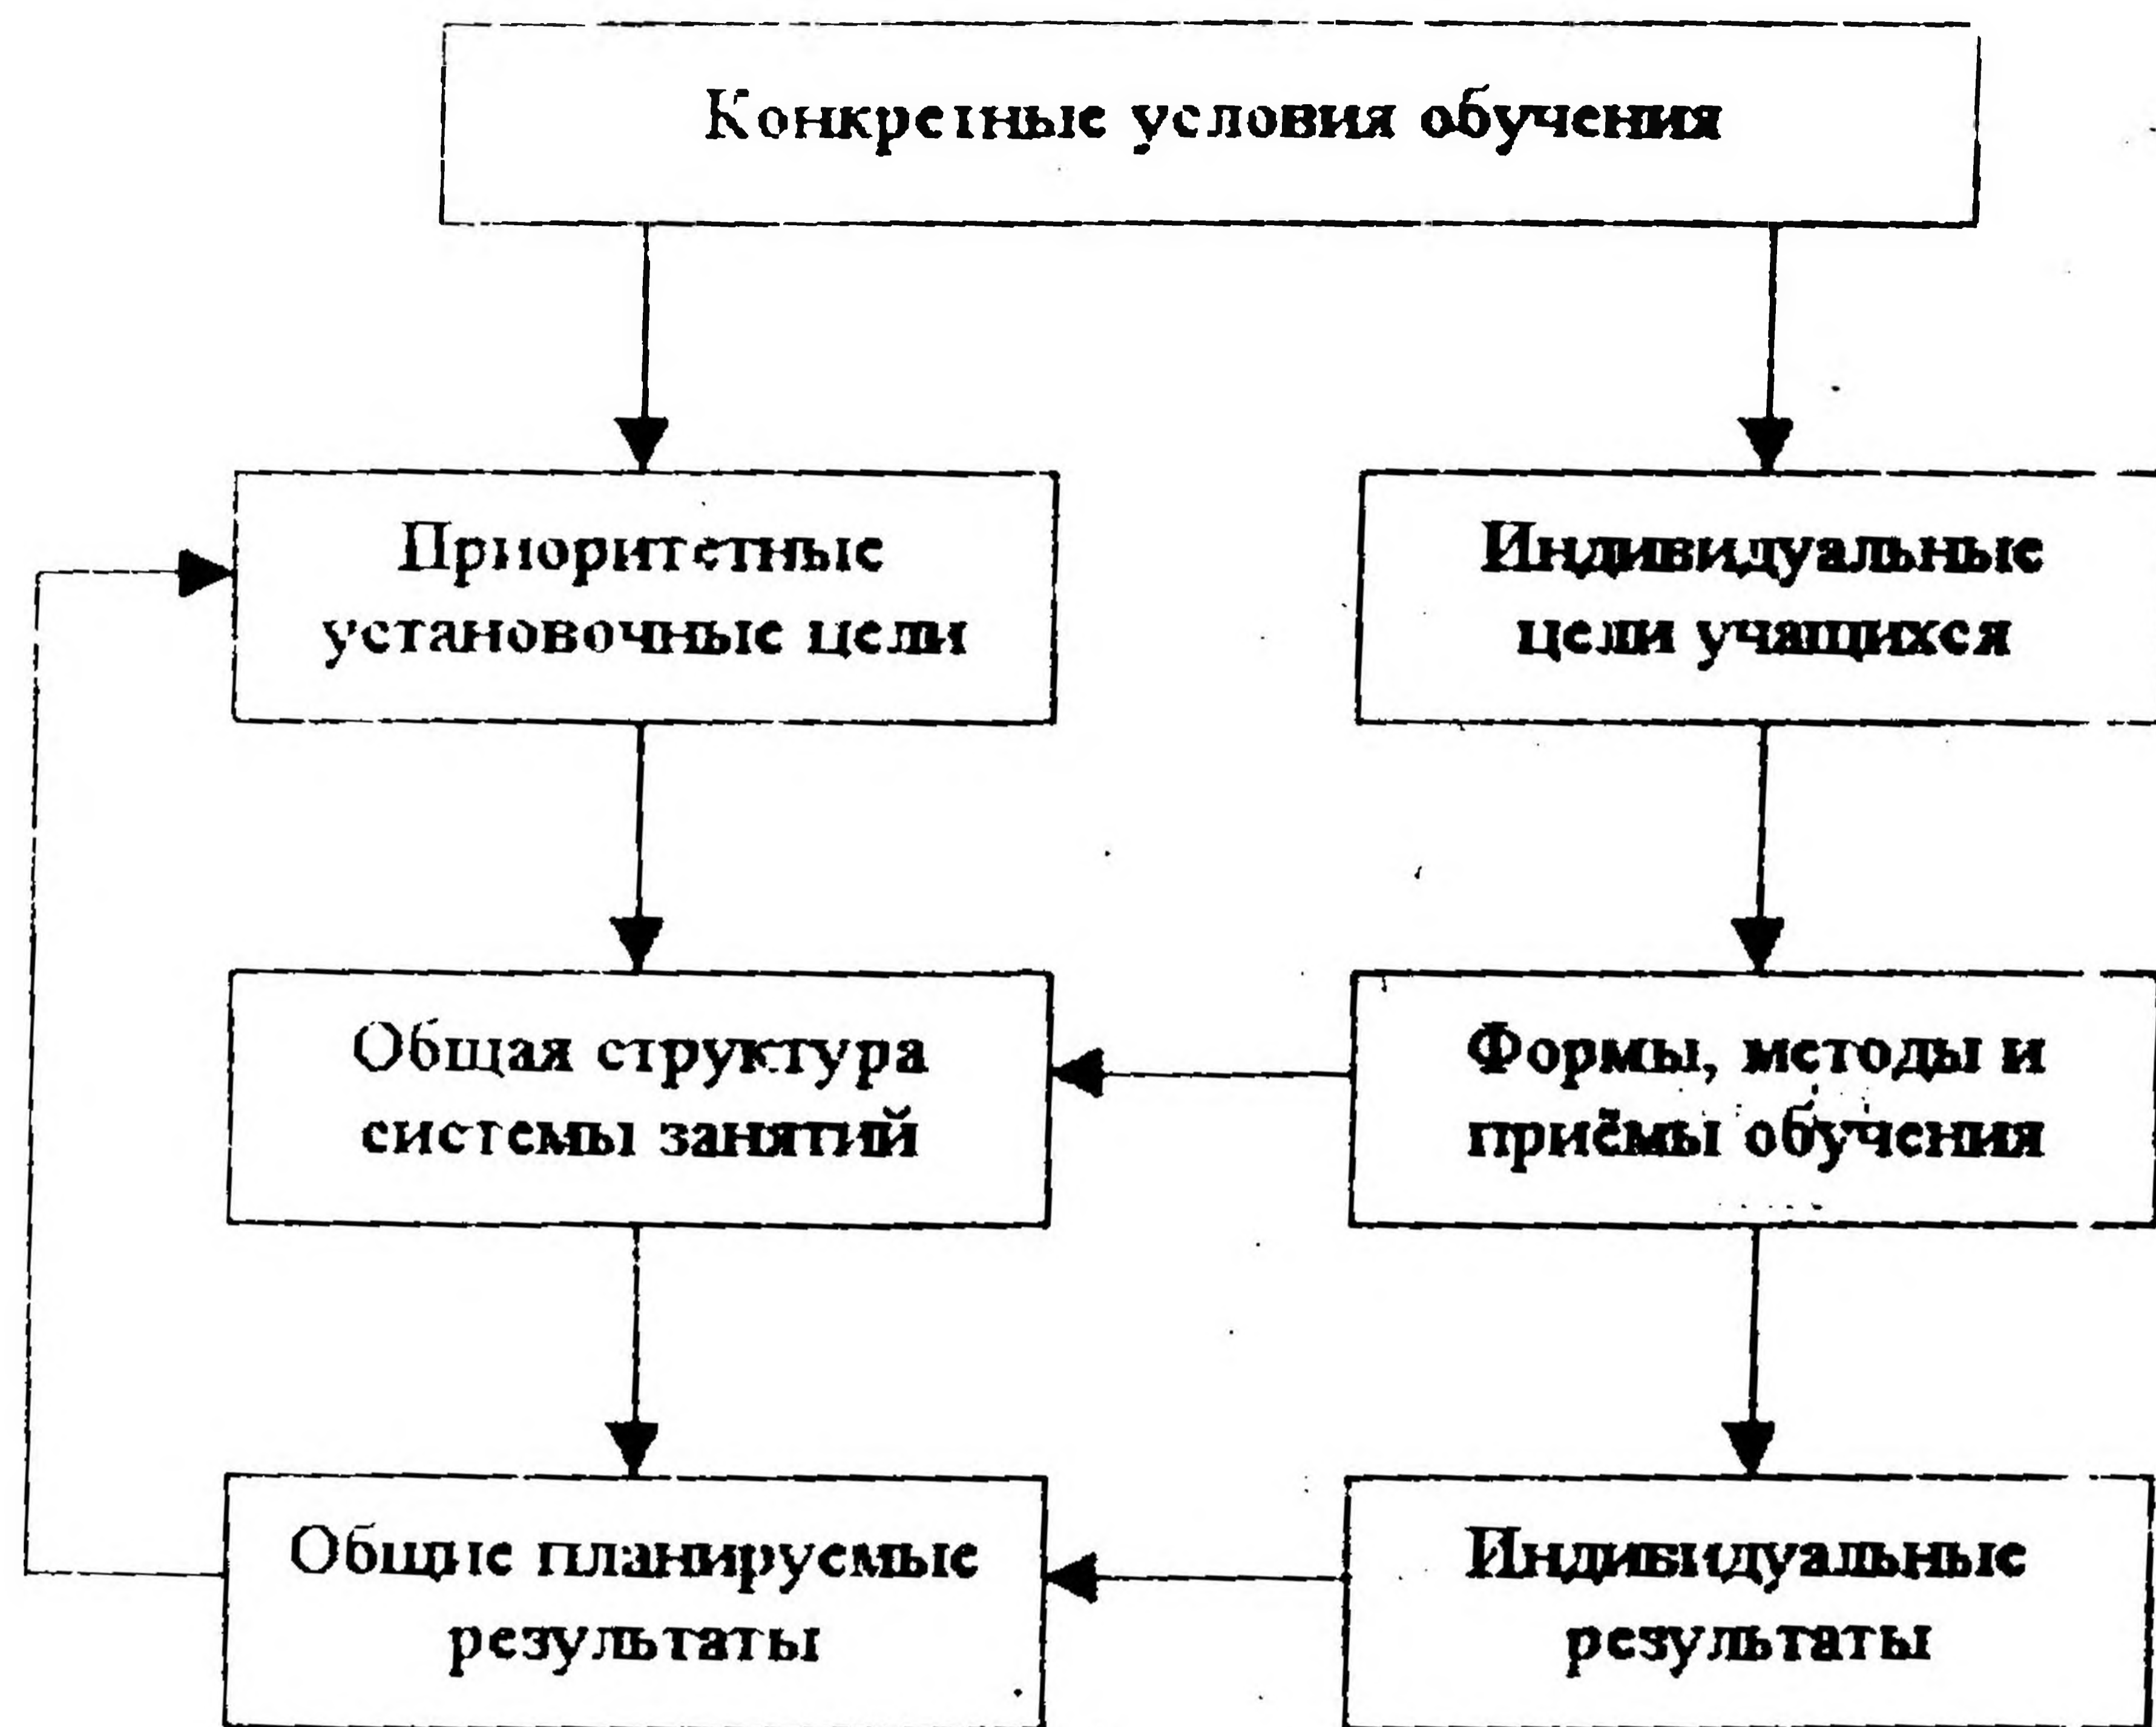 Конкретные условия обучения
Приоритетные
установочные цели
Индивидуальные
цели учащихся
Общая структура
системы занятий
Формы, методы и
приёмы обучения
Общие планируемые
результаты
Индивидуальные
результаты